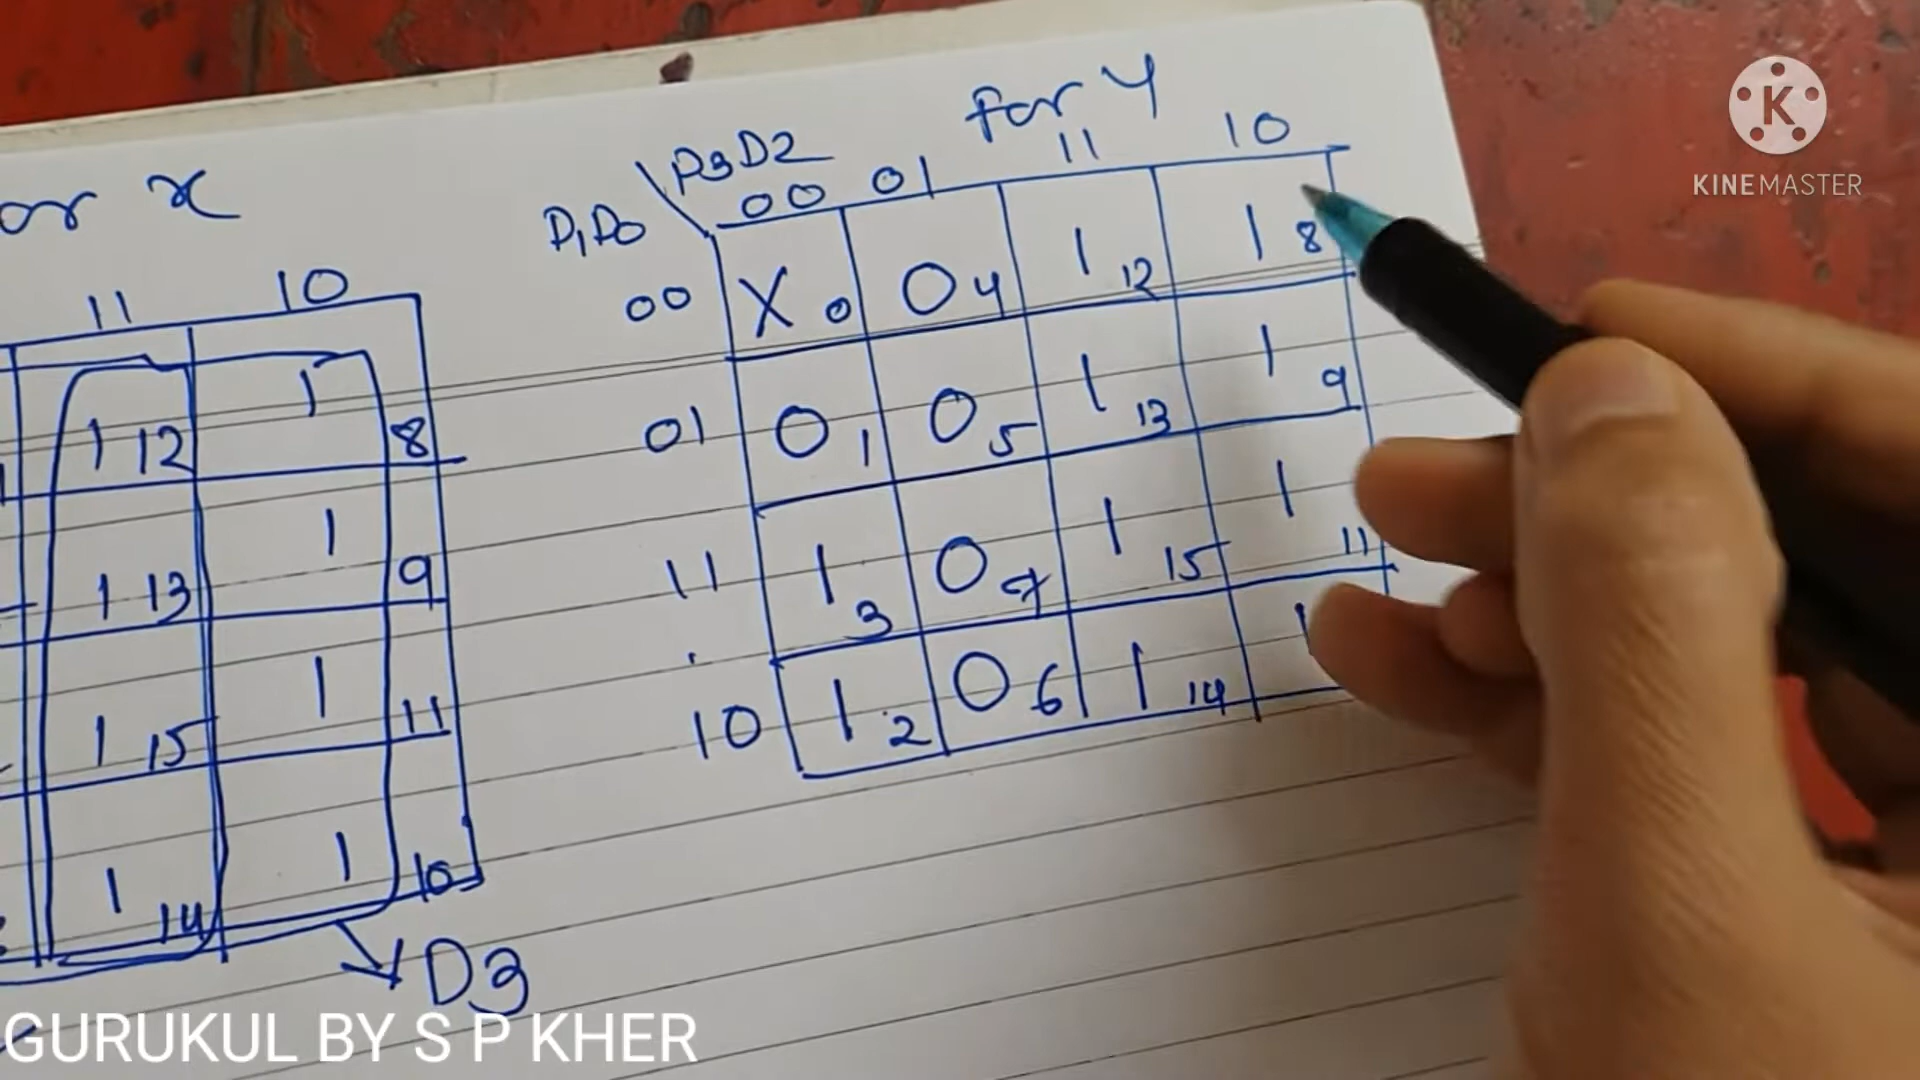 or x
11 10
1 12 1 8
1 13 1 9
1 15 1 11
1 14 1 10
D3
For Y
D3D2
D1D0 00 01 11 10
00 X 0 0 4 1 12 1 8
01 0 1 0 5 1 13 1 9
11 1 3 0 7 1 15 1 11
10 1 2 0 6 1 14 1
K
KINEMASTER
GURUKUL BY S P KHER